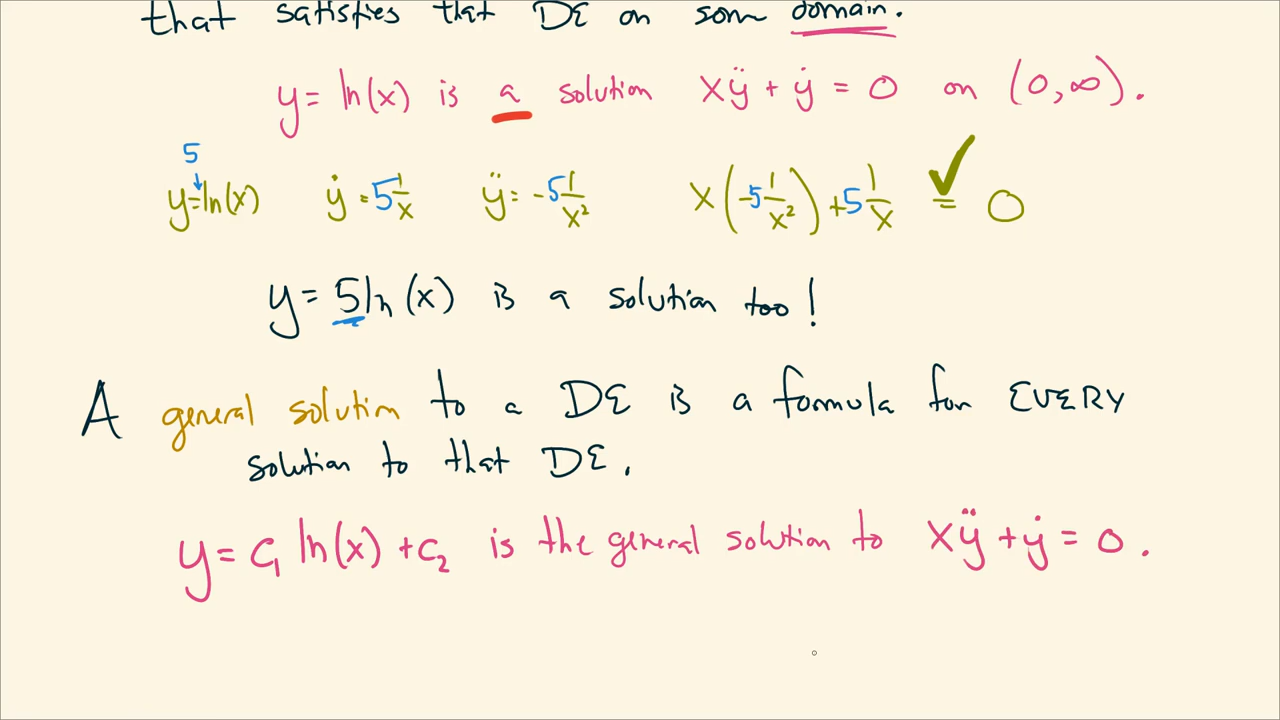 that satisfies that DE on some domain.
y = ln(x) is a solution xÿ + ẏ = 0 on (0,∞).
5
y = ln(x) ẏ = 5 1/x ÿ = -5 1/x² x(-5 1/x²) + 5 1/x = 0 ✓
y = 5ln(x) is a solution too!
A general solution to a DE is a formula for EVERY
solution to that DE.
y = C₁ ln(x) + C₂ is the general solution to xÿ + ẏ = 0.